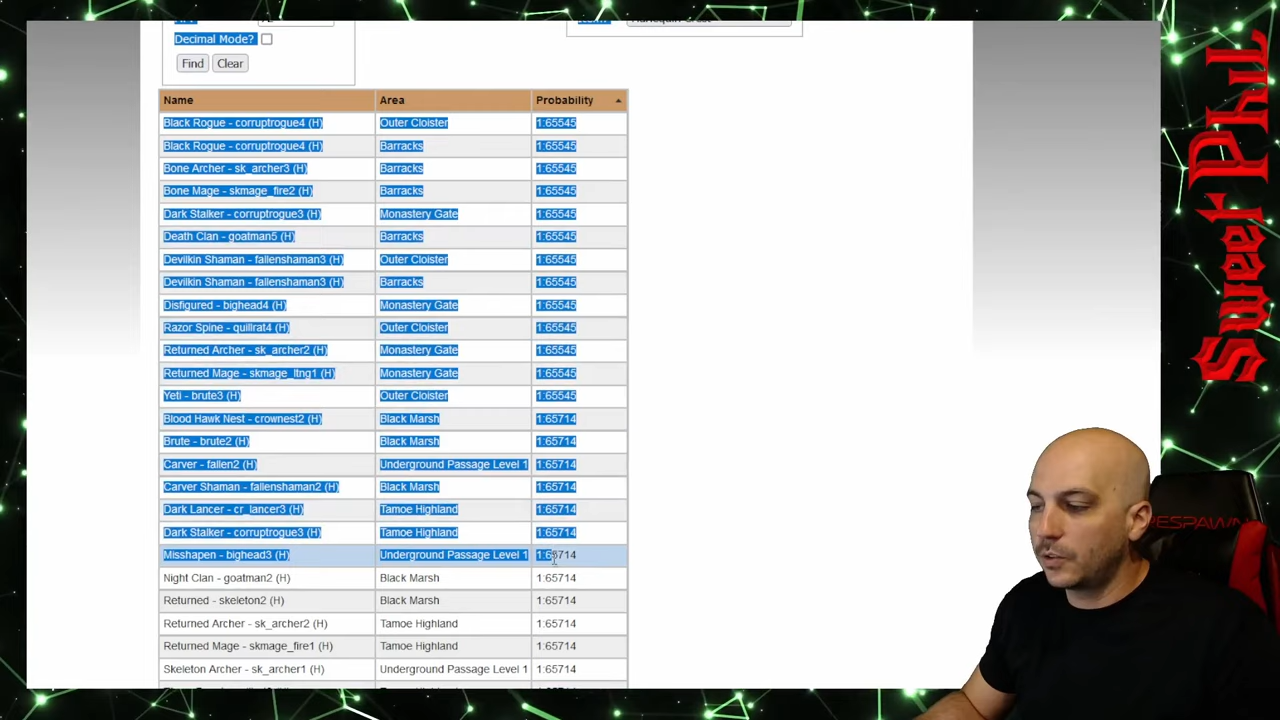 Decimal Mode?
Find Clear
Name Area Probability
Black Rogue - corruptrogue4 (H) Outer Cloister 1:65545
Black Rogue - corruptrogue4 (H) Barracks 1:65545
Bone Archer - sk_archer3 (H) Barracks 1:65545
Bone Mage - skmage_fire2 (H) Barracks 1:65545
Dark Stalker - corruptrogue3 (H) Monastery Gate 1:65545
Death Clan - goatman5 (H) Barracks 1:65545
Devilkin Shaman - fallenshaman3 (H) Outer Cloister 1:65545
Devilkin Shaman - fallenshaman3 (H) Barracks 1:65545
Disfigured - bighead4 (H) Monastery Gate 1:65545
Razor Spine - quillrat4 (H) Outer Cloister 1:65545
Returned Archer - sk_archer2 (H) Monastery Gate 1:65545
Returned Mage - skmage_ltng1 (H) Monastery Gate 1:65545
Yeti - brute3 (H) Outer Cloister 1:65545
Blood Hawk Nest - crownest2 (H) Black Marsh 1:65714
Brute - brute2 (H) Black Marsh 1:65714
Carver - fallen2 (H) Underground Passage Level 1 1:65714
Carver Shaman - fallenshaman2 (H) Black Marsh 1:65714
Dark Lancer - cr_lancer3 (H) Tamoe Highland 1:65714
Dark Stalker - corruptrogue3 (H) Tamoe Highland 1:65714
Misshapen - bighead3 (H) Underground Passage Level 1 1:65714
Night Clan - goatman2 (H) Black Marsh 1:65714
Returned - skeleton2 (H) Black Marsh 1:65714
Returned Archer - sk_archer2 (H) Tamoe Highland 1:65714
Returned Mage - skmage_fire1 (H) Tamoe Highland 1:65714
Skeleton Archer - sk_archer1 (H) Underground Passage Level 1 1:65714
Sweet Phil
RESPAWN